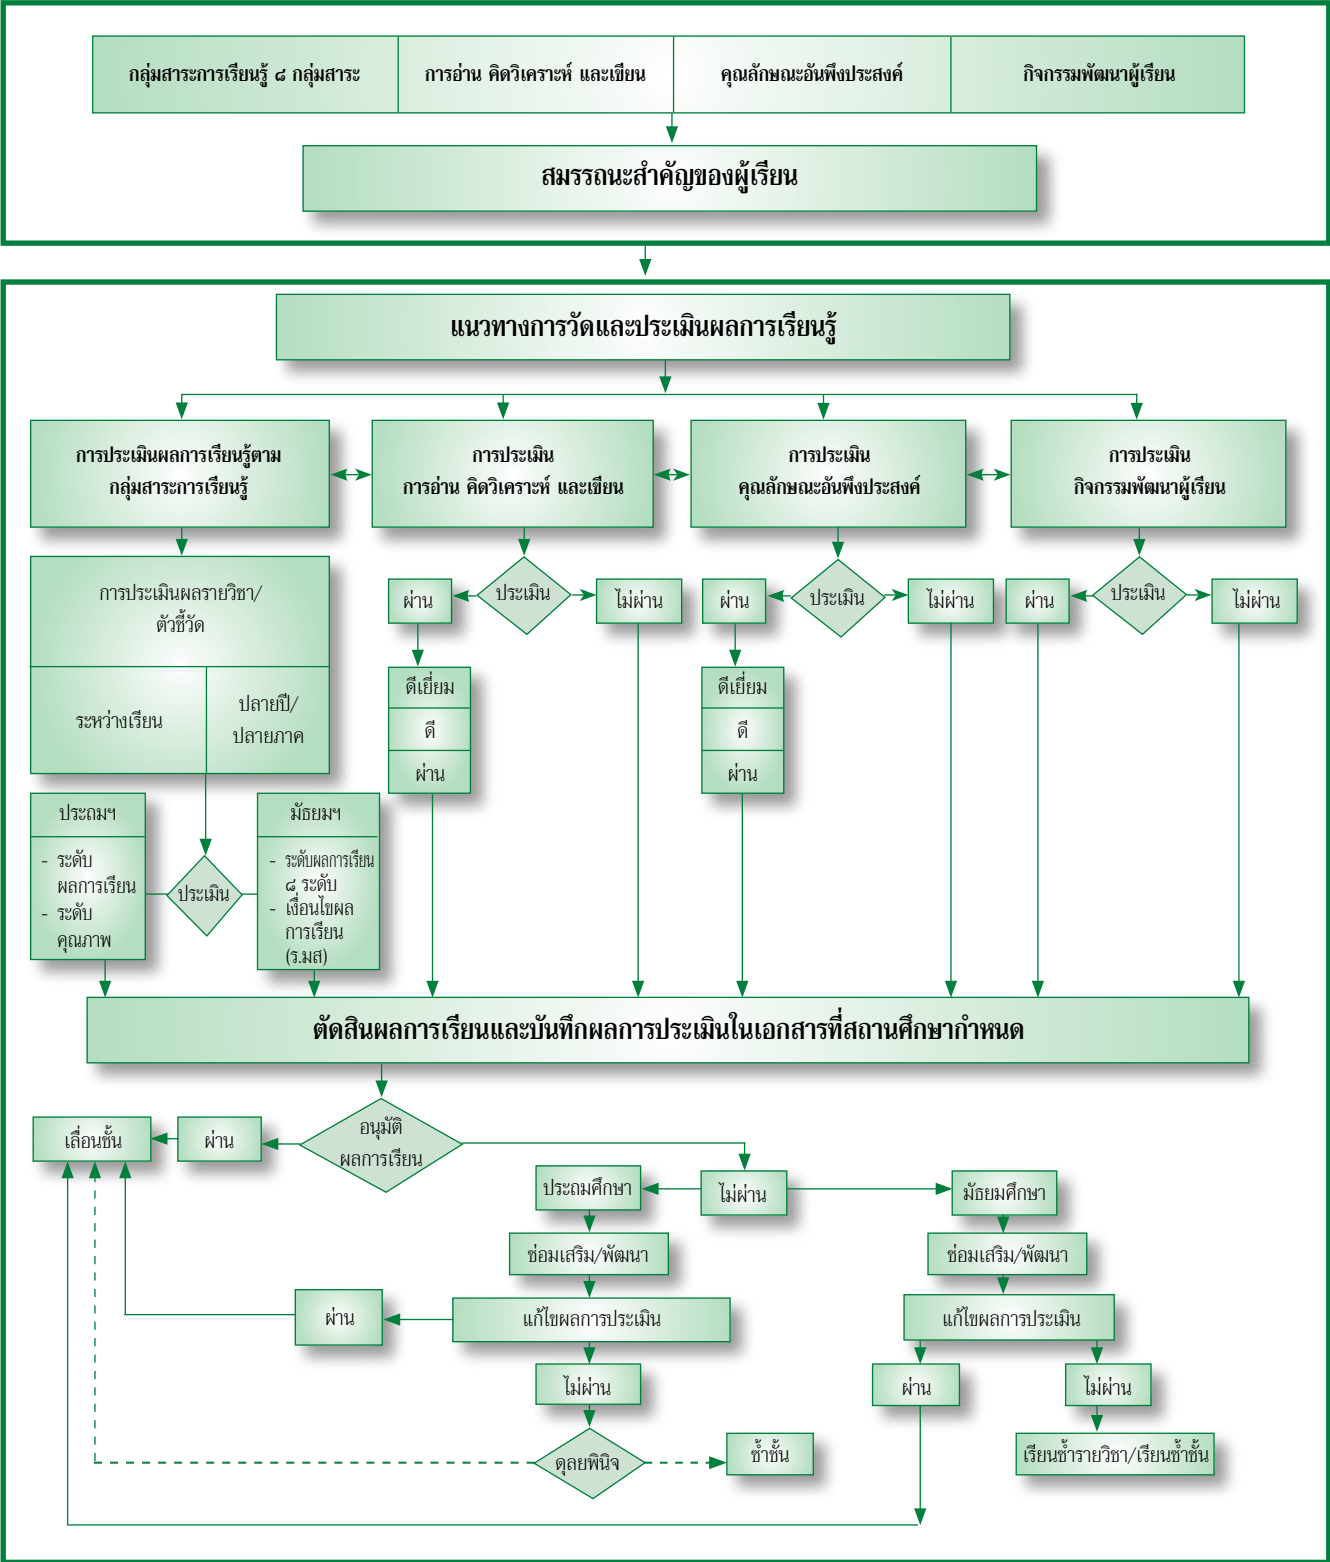 กลุ่มสาระการเรียนรู้ ๘ กลุ่มสาระ
การอ่าน คิดวิเคราะห์ และเขียน
คุณลักษณะอันพึงประสงค์
กิจกรรมพัฒนาผู้เรียน
สมรรถนะสำคัญของผู้เรียน
แนวทางการวัดและประเมินผลการเรียนรู้
การประเมินผลการเรียนรู้ตาม
กลุ่มสาระการเรียนรู้
การประเมิน
การอ่าน คิดวิเคราะห์ และเขียน
การประเมิน
คุณลักษณะอันพึงประสงค์
การประเมิน
กิจกรรมพัฒนาผู้เรียน
การประเมินผลรายวิชา/
ตัวชี้วัด
ระหว่างเรียน
ปลายปี/
ปลายภาค
ผ่าน
ประเมิน
ไม่ผ่าน
ดีเยี่ยม
ดี
ผ่าน
ผ่าน
ประเมิน
ไม่ผ่าน
ดีเยี่ยม
ดี
ผ่าน
ผ่าน
ประเมิน
ไม่ผ่าน
ประถมฯ
- ระดับ
ผลการเรียน
- ระดับ
คุณภาพ
ประเมิน
มัธยมฯ
- ระดับผลการเรียน
๘ ระดับ
- เงื่อนไขผล
การเรียน
(ร.มส)
ตัดสินผลการเรียนและบันทึกผลการประเมินในเอกสารที่สถานศึกษากำหนด
เลื่อนชั้น
ผ่าน
อนุมัติ
ผลการเรียน
ประถมศึกษา
ไม่ผ่าน
มัธยมศึกษา
ซ่อมเสริม/พัฒนา
ซ่อมเสริม/พัฒนา
ผ่าน
แก้ไขผลการประเมิน
แก้ไขผลการประเมิน
ไม่ผ่าน
ผ่าน
ไม่ผ่าน
ดุลยพินิจ
ซ้ำชั้น
เรียนซ้ำรายวิชา/เรียนซ้ำชั้น